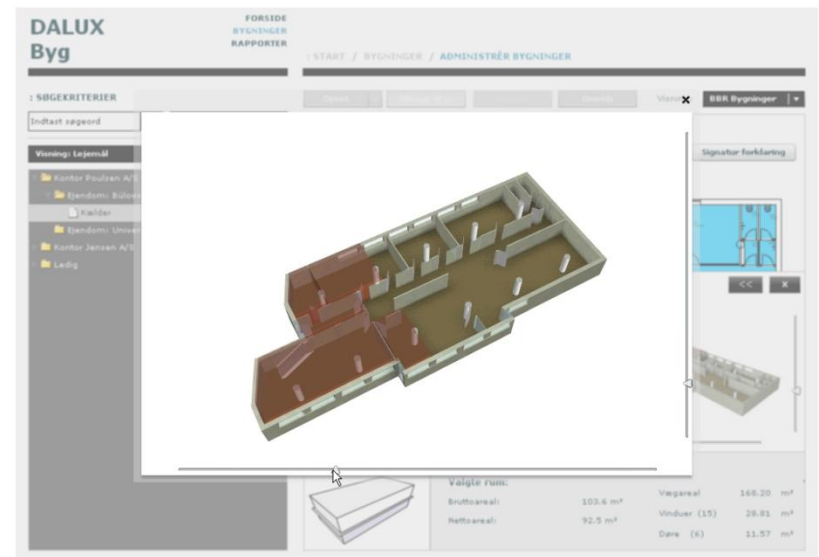 DALUX
Byg
FORSIDE
BYGNINGER
RAPPORTER
: START / BYGNINGER / ADMINISTRÉR BYGNINGER
: SØGEKRITERIER
BBR Bygninger
Indtast søgeord
Visning: Lejemål
Signatur forklaring
Kontor Poulsen A/S
Ejendom: Bülow
Kælder
Ejendom: Univer
Kontor Jensen A/S
Ledig
<< X
Valgte rum:
Bruttoareal: 103.6 m²
Nettoareal: 92.5 m²
Vægareal 168.20 m²
Vinduer (15) 28.81 m²
Døre (6) 11.57 m²